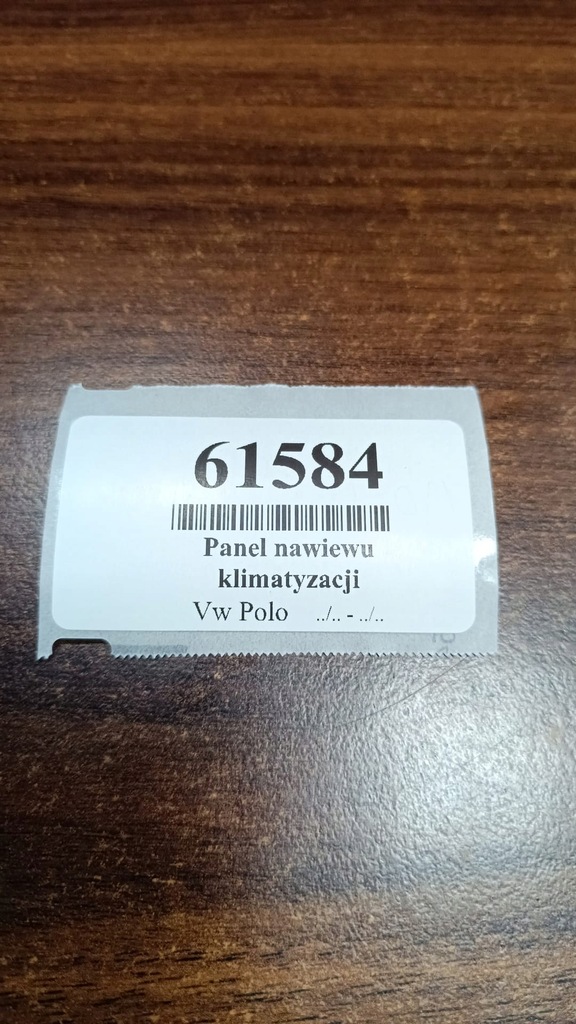 61584
Panel nawiewu
klimatyzacji
Vw Polo ../.. - ../..